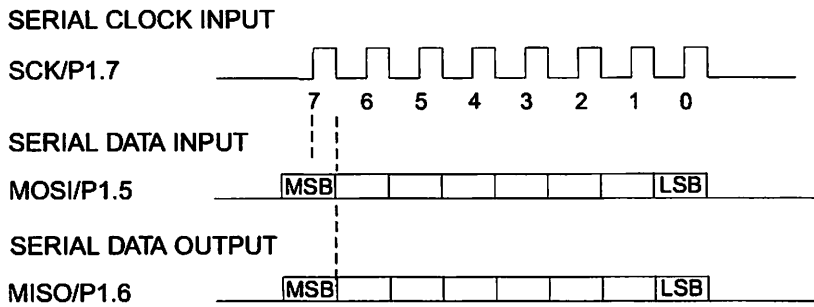 SERIAL CLOCK INPUT
SCK/P1.7
7 6 5 4 3 2 1 0
SERIAL DATA INPUT
MOSI/P1.5 MSB LSB
SERIAL DATA OUTPUT
MISO/P1.6 MSB LSB